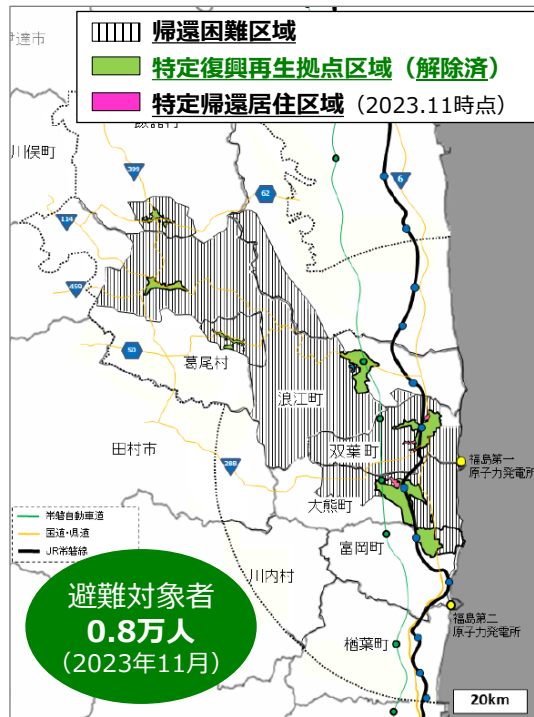 帰還困難区域
特定復興再生拠点区域（解除済）
特定帰還居住区域（2023.11時点）
達市
川俣町
399
62
6
114
459
50
葛尾村
浪江町
田村市
双葉町
福島第一
原子力発電所
288
大熊町
常磐自動車道
国道・県道
JR常磐線
富岡町
川内村
避難対象者
0.8万人
（2023年11月）
福島第二
原子力発電所
楢葉町
20km